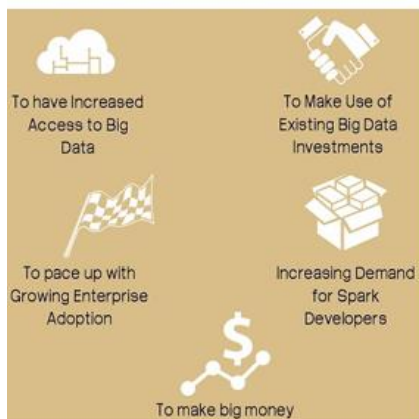 To have Increased
Access to Big
Data
To Make Use of
Existing Big Data
Investments
To pace up with
Growing Enterprise
Adoption
Increasing Demand
for Spark
Developers
$
To make big money